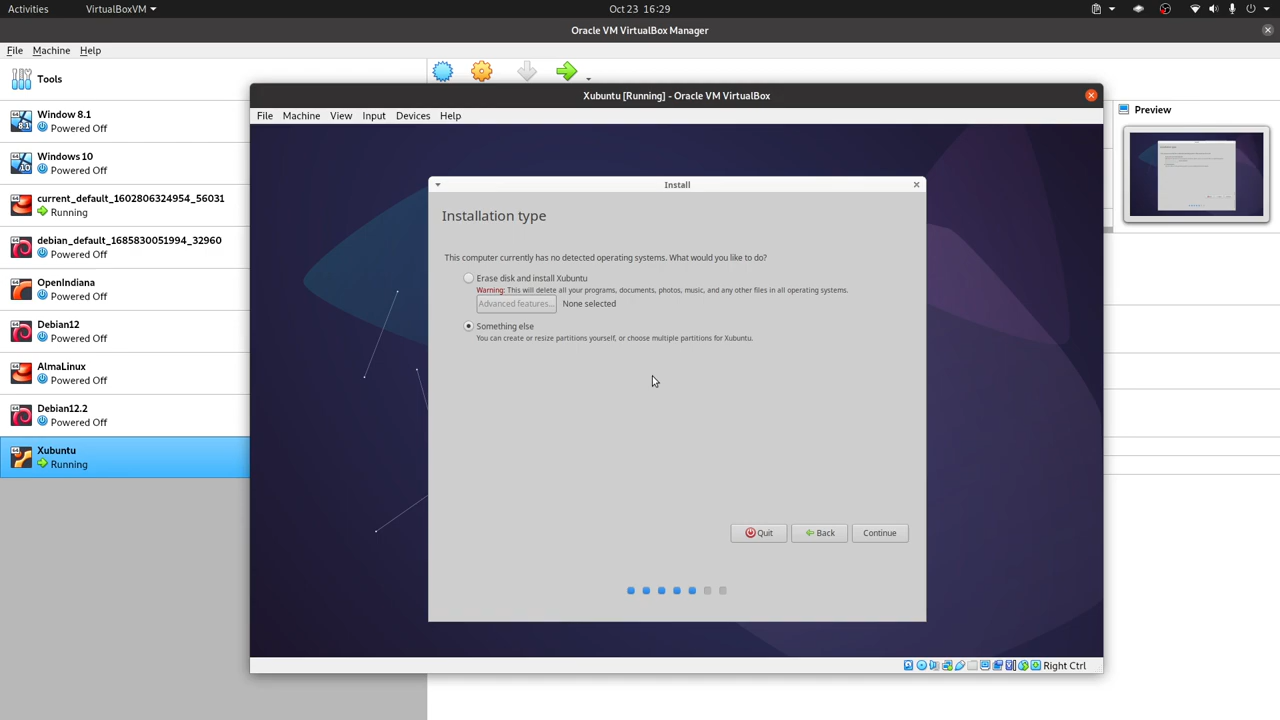 Activities
VirtualBoxVM
Oct 23 16:29
Oracle VM VirtualBox Manager
File Machine Help
Tools
Window 8.1
Powered Off
Windows 10
Powered Off
current_default_1602806324954_56031
Running
debian_default_1685830051994_32960
Powered Off
OpenIndiana
Powered Off
Debian12
Powered Off
AlmaLinux
Powered Off
Debian12.2
Powered Off
Xubuntu
Running
Preview
Xubuntu [Running] - Oracle VM VirtualBox
File Machine View Input Devices Help
Install
Installation type
This computer currently has no detected operating systems. What would you like to do?
Erase disk and install Xubuntu
Warning: This will delete all your programs, documents, photos, music, and any other files in all operating systems.
Advanced features... None selected
Something else
You can create or resize partitions yourself, or choose multiple partitions for Xubuntu.
Quit Back Continue
Right Ctrl